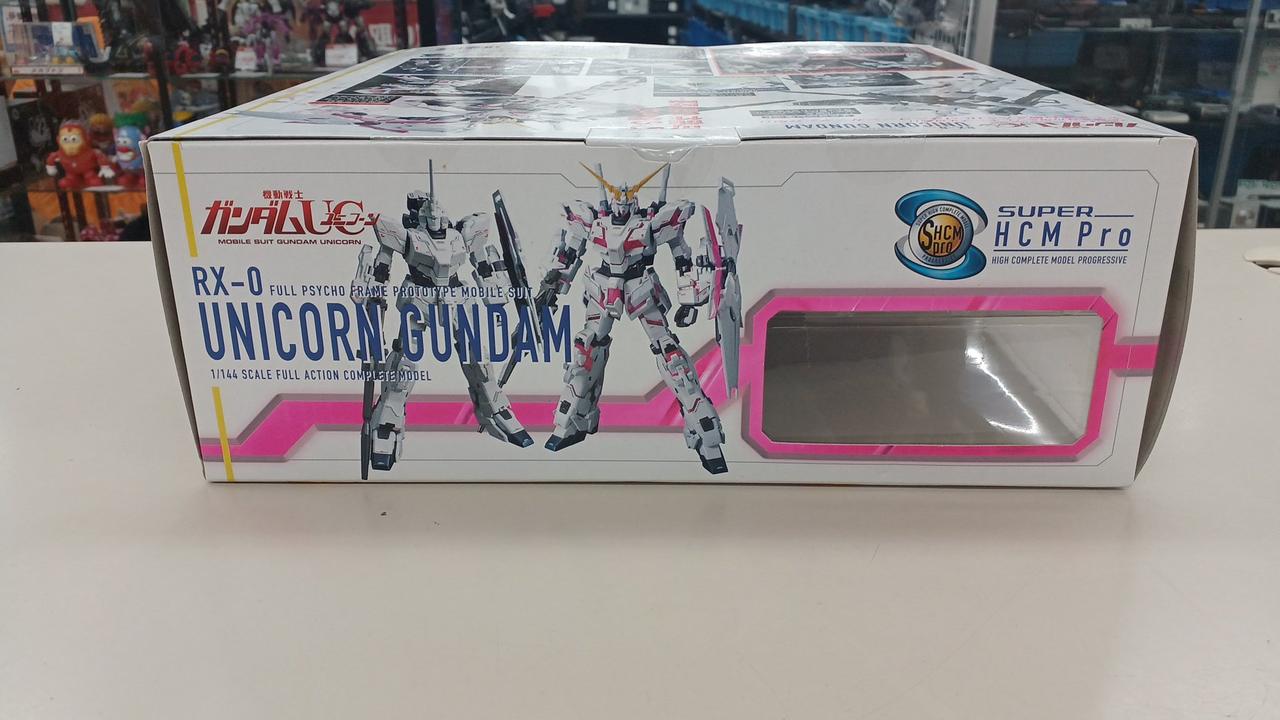 UNICORN GUNDAM
機動戦士
ガンダムUC
ユニコーン
MOBILE SUIT GUNDAM UNICORN
RX-0 FULL PSYCHO FRAME PROTOTYPE MOBILE SUIT
UNICORN GUNDAM
1/144 SCALE FULL ACTION COMPLETE MODEL
SHCM
pro
SUPER
HCM Pro
HIGH COMPLETE MODEL PROGRESSIVE